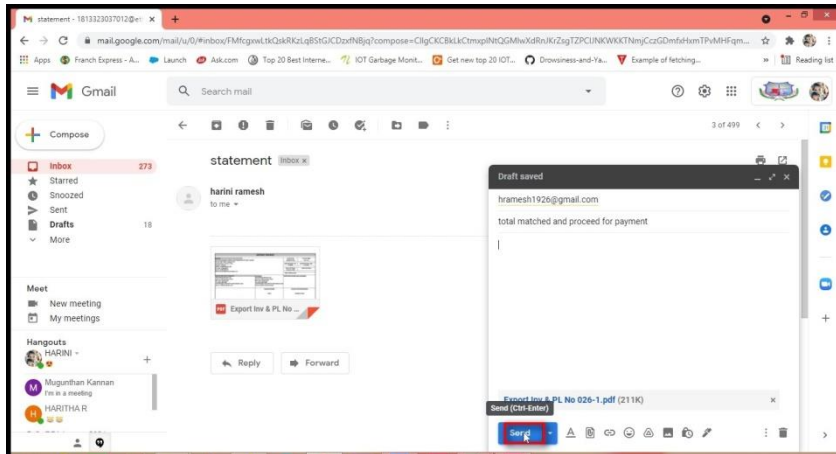 statement - 1813323037012@et
mail.google.com/mail/u/0/#inbox/FMfcgxwLtkQskRKzLqBStGJCDzxfNBjq?compose=CllgCKCBkLkCtmxplNtQGMlwXdRnJKrZsgTZPCIJNKWKKTNmjCczGDmfxHxmTPvMHFqm...
Apps Franch Express - A... Launch Ask.com Top 20 Best Interne... IOT Garbage Monit... Get new top 20 IOT... Drowsiness-and-Ya... Example of fetching... » Reading list
Gmail
Search mail
Compose
3 of 499
Inbox 273
Starred
Snoozed
Sent
Drafts 18
More
Meet
New meeting
My meetings
Hangouts
HARINI
Mugunthan Kannan
I'm in a meeting
HARITHA R
statement Inbox x
harini ramesh
to me
PDF Export Inv & PL No ...
Reply Forward
Draft saved
hramesh1926@gmail.com
total matched and proceed for payment
Export Inv & PL No 026-1.pdf (211K)
Send (Ctrl-Enter)
Send